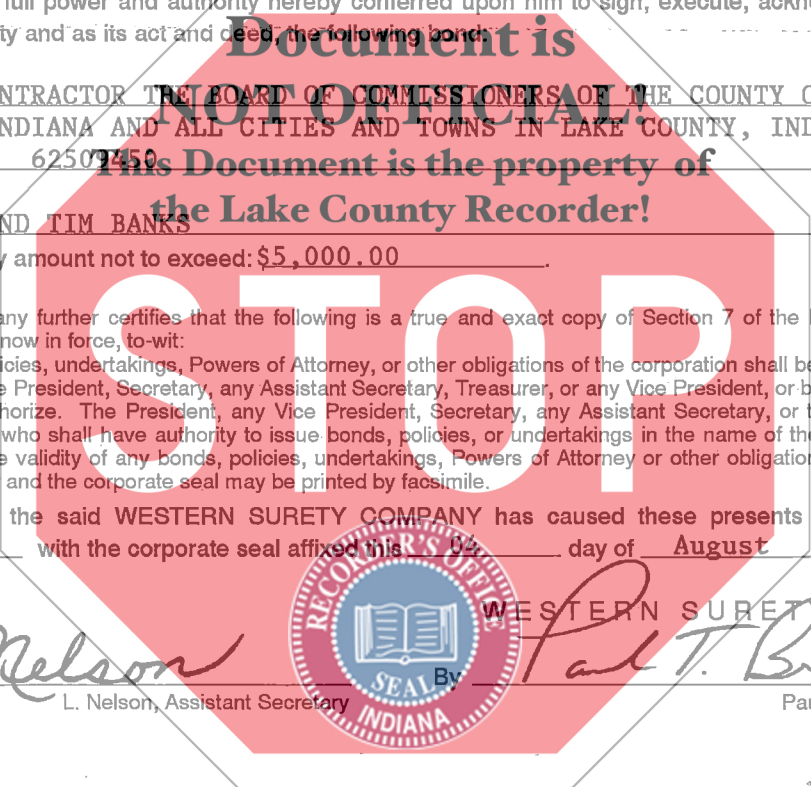 full power and authority hereby conferred upon him to sign, execute,
ty and as its act and deed, the following bond:
Document is
NTRACTOR THE BOARD OF COMMISSIONERS OF THE COUNTY O
NOT OFFICIAL!
NDIANA AND ALL CITIES AND TOWNS IN LAKE COUNTY, IND
62509450
This Document is the property of
the Lake County Recorder!
ND TIM BANKS
y amount not to exceed: $5,000.00.
STOP
any further certifies that the following is a true and exact copy of Section 7 of the
now in force, to-wit:
icies, undertakings, Powers of Attorney, or other obligations of the corporation shall be
e President, Secretary, any Assistant Secretary, Treasurer, or any Vice President, or b
horize. The President, any Vice President, Secretary, any Assistant Secretary, or
who shall have authority to issue bonds, policies, or undertakings in the name of the
e validity of any bonds, policies, undertakings, Powers of Attorney or other obligation
and the corporate seal may be printed by facsimile.
the said WESTERN SURETY COMPANY has caused these presents
with the corporate seal affixed this 04 day of August
RECORDER'S OFFICE
SEAL
INDIANA
WESTERN SURET
Nelson
By Paul T. B
L. Nelson, Assistant Secretary
Pau